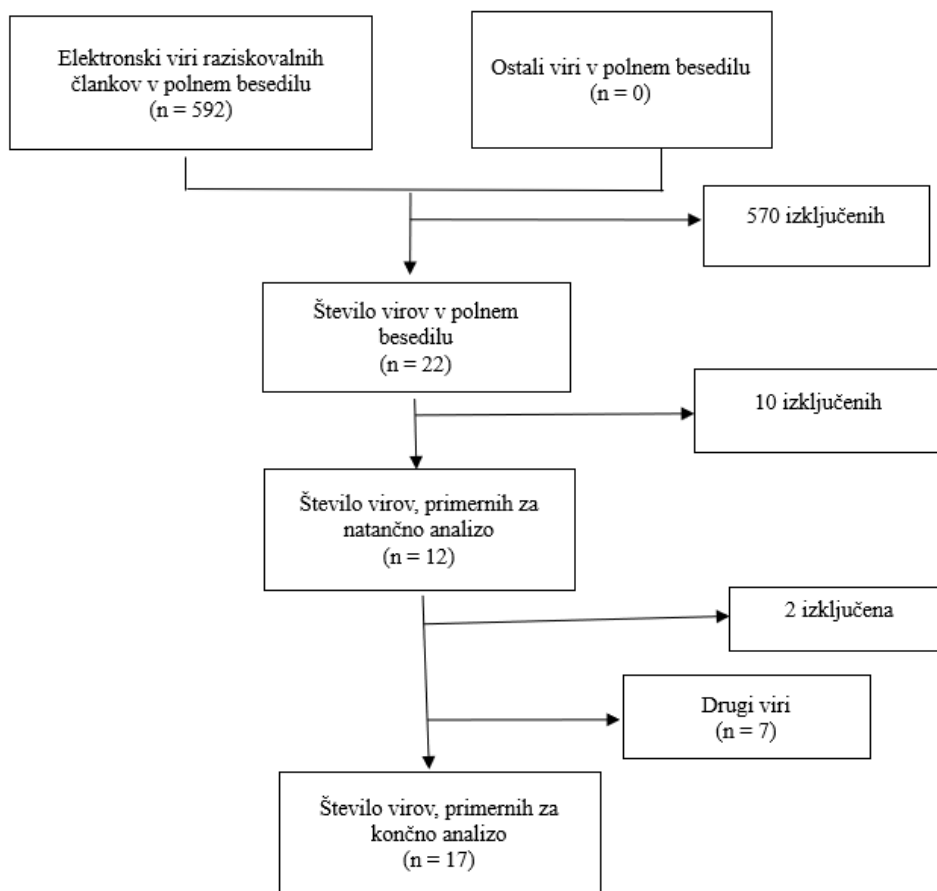 Elektronski viri raziskovalnih
člankov v polnem besedilu
(n = 592)
Ostali viri v polnem besedilu
(n = 0)
570 izključenih
Število virov v polnem
besedilu
(n = 22)
10 izključenih
Število virov, primernih za
natančno analizo
(n = 12)
2 izključena
Drugi viri
(n = 7)
Število virov, primernih za
končno analizo
(n = 17)